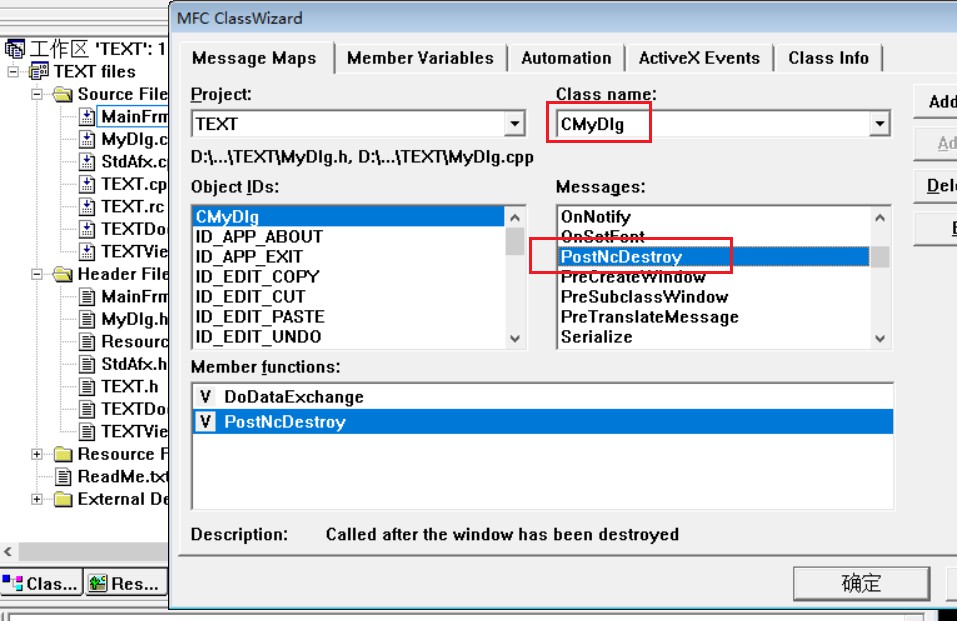 MFC ClassWizard
工作区 'TEXT': 1
TEXT files
Source File
MainFrm
MyDlg.c
StdAfx.c
TEXT.cp
TEXT.rc
TEXTDo
TEXTVie
Header File
MainFrm
MyDlg.h
Resourc
StdAfx.h
TEXT.h
TEXTDo
TEXTVie
Resource F
ReadMe.txt
External De
Clas... Res...
Message Maps Member Variables Automation ActiveX Events Class Info
Project: Class name:
TEXT CMyDlg
Add
Ad
Dele
D:\...\TEXT\MyDlg.h, D:\...\TEXT\MyDlg.cpp
Object IDs: Messages:
CMyDlg
ID_APP_ABOUT
ID_APP_EXIT
ID_EDIT_COPY
ID_EDIT_CUT
ID_EDIT_PASTE
ID_EDIT_UNDO
OnNotify
OnSetFont
PostNcDestroy
PreCreateWindow
PreSubclassWindow
PreTranslateMessage
Serialize
Member functions:
V DoDataExchange
V PostNcDestroy
Description: Called after the window has been destroyed
确定